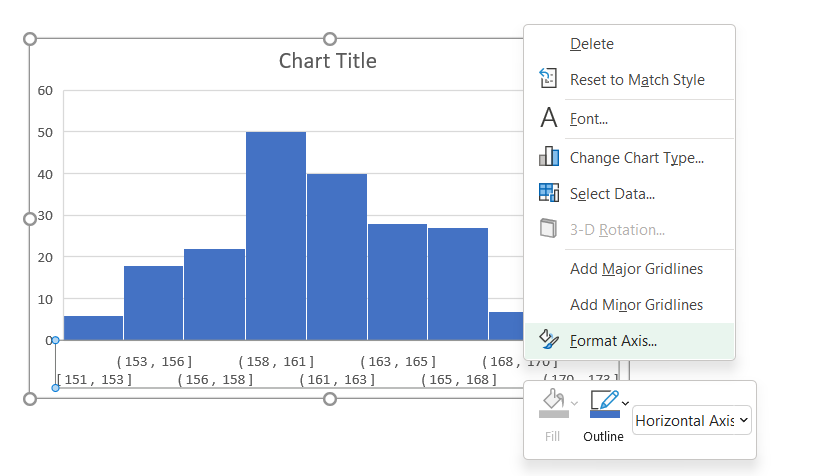 Chart Title
60
50
40
30
20
10
0
(153, 156] (158, 161] (163, 165] (168, 170]
[151, 153] (156, 158] (161, 163] (165, 168] (170, 173]
Delete
Reset to Match Style
Font...
Change Chart Type...
Select Data...
3-D Rotation...
Add Major Gridlines
Add Minor Gridlines
Format Axis...
Fill
Outline
Horizontal Axis